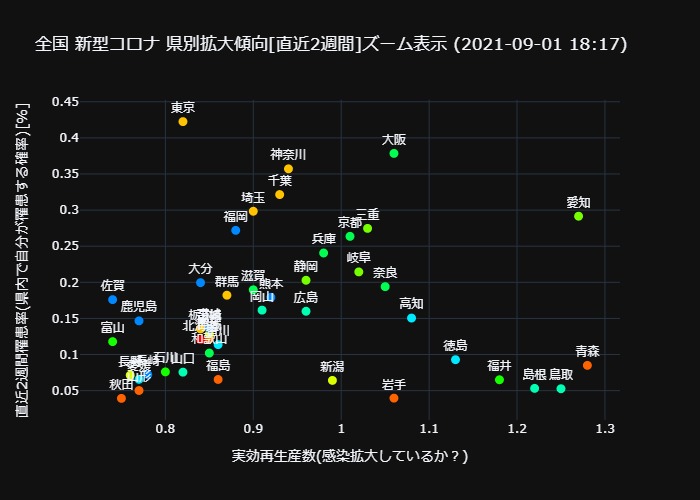 全国 新型コロナ 県別拡大傾向[直近2週間]ズーム表示 (2021-09-01 18:17)
直近2週間罹患率(県内で自分が罹患する確率)[%]
0.45
0.4
0.35
0.3
0.25
0.2
0.15
0.1
0.05
東京
大阪
神奈川
千葉
埼玉
愛知
福岡
三重
京都
兵庫
岐阜
静岡
奈良
大分
滋賀
群馬
熊本
佐賀
岡山
広島
鹿児島
高知
富山
和歌山
徳島
石川
山口
福島
新潟
福井
青森
秋田
岩手
島根
鳥取
0.8
0.9
1
1.1
1.2
1.3
実効再生産数(感染拡大しているか？)